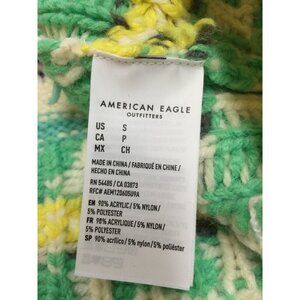 AMERICAN EAGLE
OUTFITTERS
US S
CA P
MX CH
MADE IN CHINA / FABRIQUÉ EN CHINE /
HECHO EN CHINA
RN 54485 / CA 03873
RFC# AEM1206059UA
EN 90% ACRYLIC / 5% NYLON /
5% POLYESTER
FR 90% ACRYLIQUE / 5% NYLON /
5% POLYESTER
SP 90% acrílico / 5% nylon / 5% poliéster